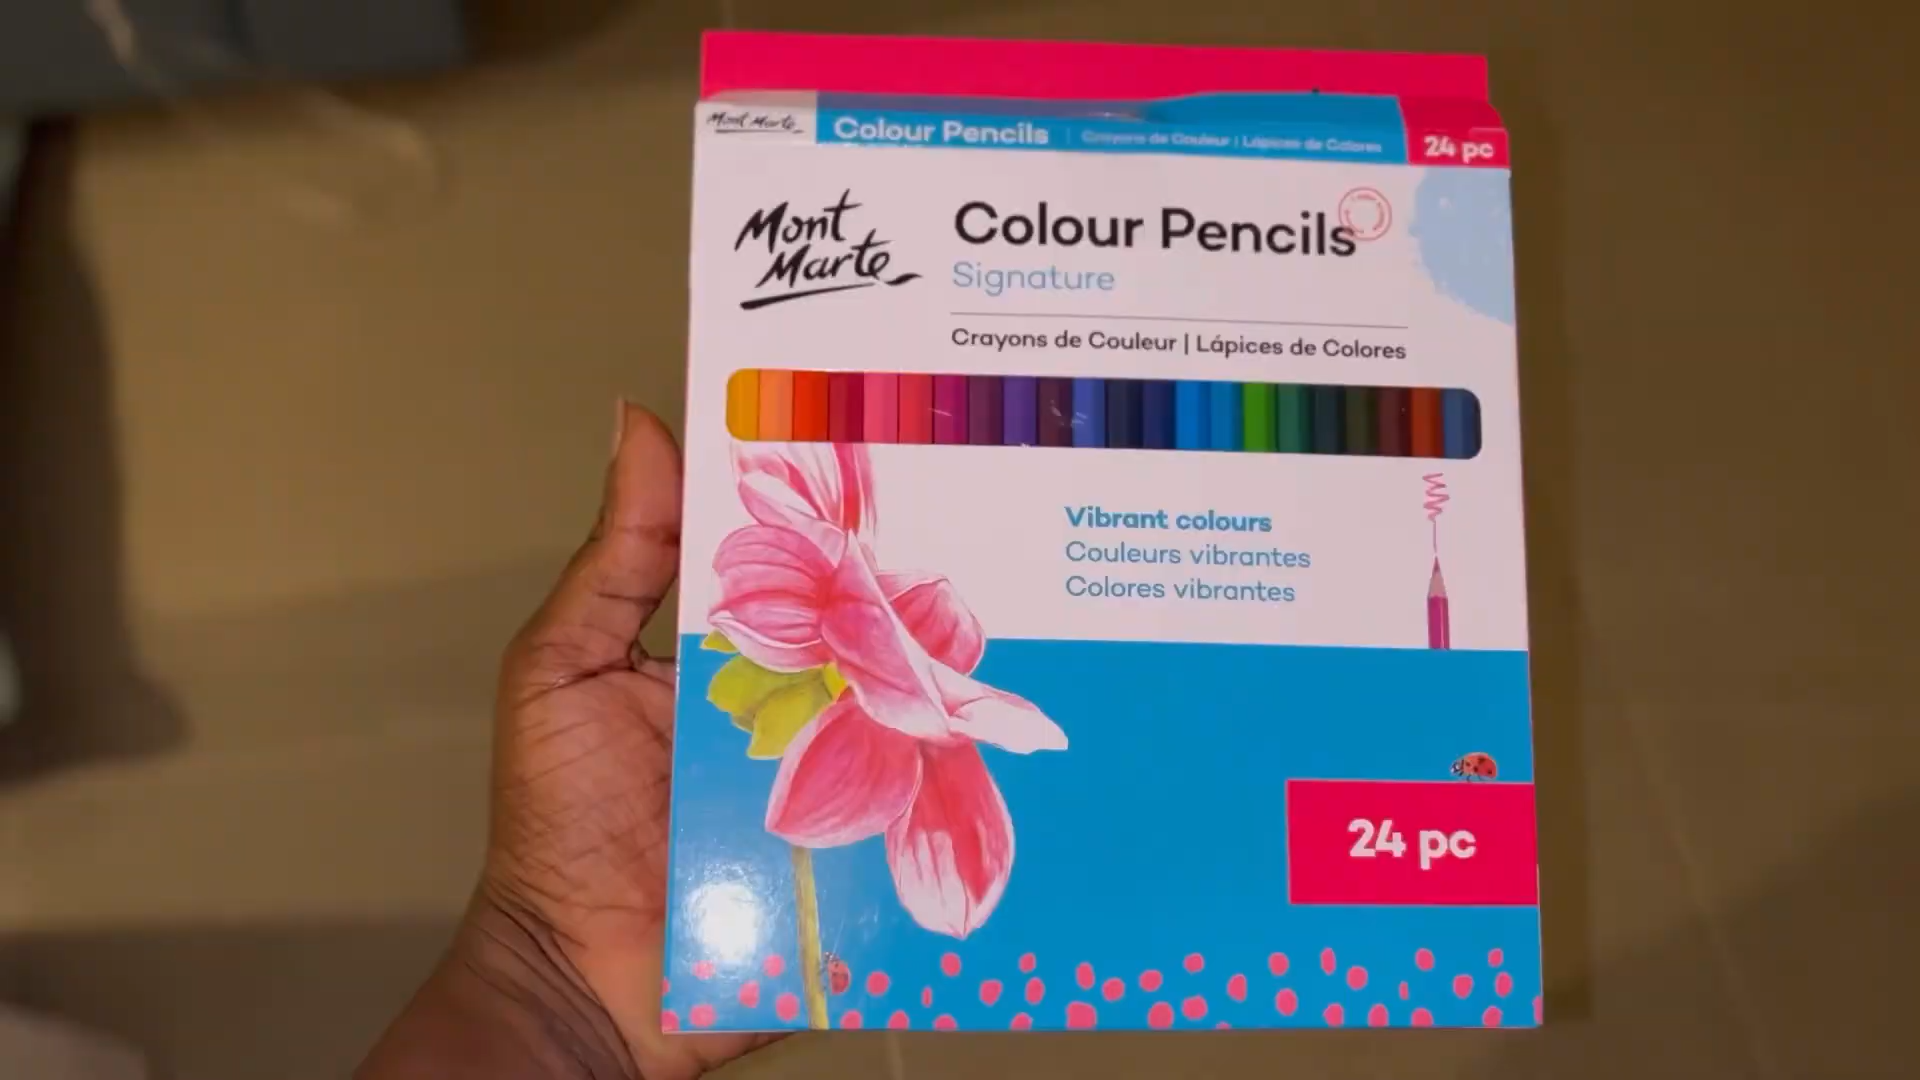 Mont Marte
Colour Pencils | Crayons de Couleur | Lápices de Colores
24 pc
Mont
Marte
Colour Pencils
Signature
Crayons de Couleur | Lápices de Colores
Vibrant colours
Couleurs vibrantes
Colores vibrantes
24 pc